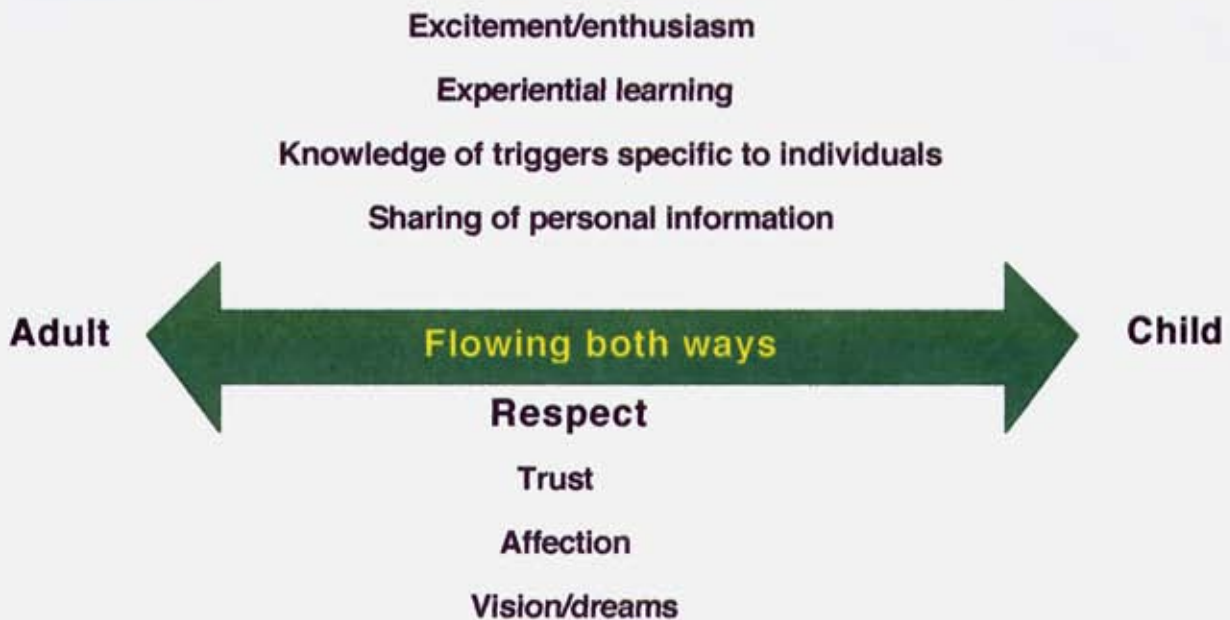 Excitement/enthusiasm
Experiential learning
Knowledge of triggers specific to individuals
Sharing of personal information
Adult
Flowing both ways
Child
Respect
Trust
Affection
Vision/dreams